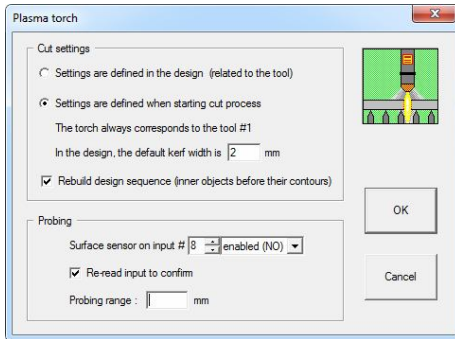 Plasma torch
Cut settings
Settings are defined in the design (related to the tool)
Settings are defined when starting cut process
The torch always corresponds to the tool #1
In the design, the default kerf width is 2 mm
Rebuild design sequence (inner objects before their contours)
OK
Probing
Surface sensor on input # 8 enabled (NO)
Re-read input to confirm
Cancel
Probing range : mm